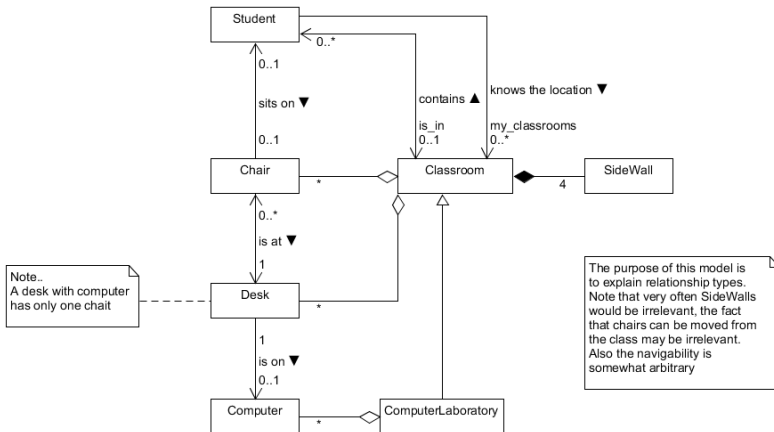 Student
0..*
0..1
knows the location ▼
contains ▲
sits on ▼
is_in
my_classrooms
0..1
0..1
0..*
Chair
Classroom
SideWall
*
4
0..*
is at ▼
Note..
A desk with computer
has only one chait
1
Desk
*
The purpose of this model is
to explain relationship types.
Note that very often SideWalls
would be irrelevant, the fact
that chairs can be moved from
the class may be irrelevant.
Also the navigability is
somewhat arbitrary
1
is on ▼
0..1
Computer
ComputerLaboratory
*